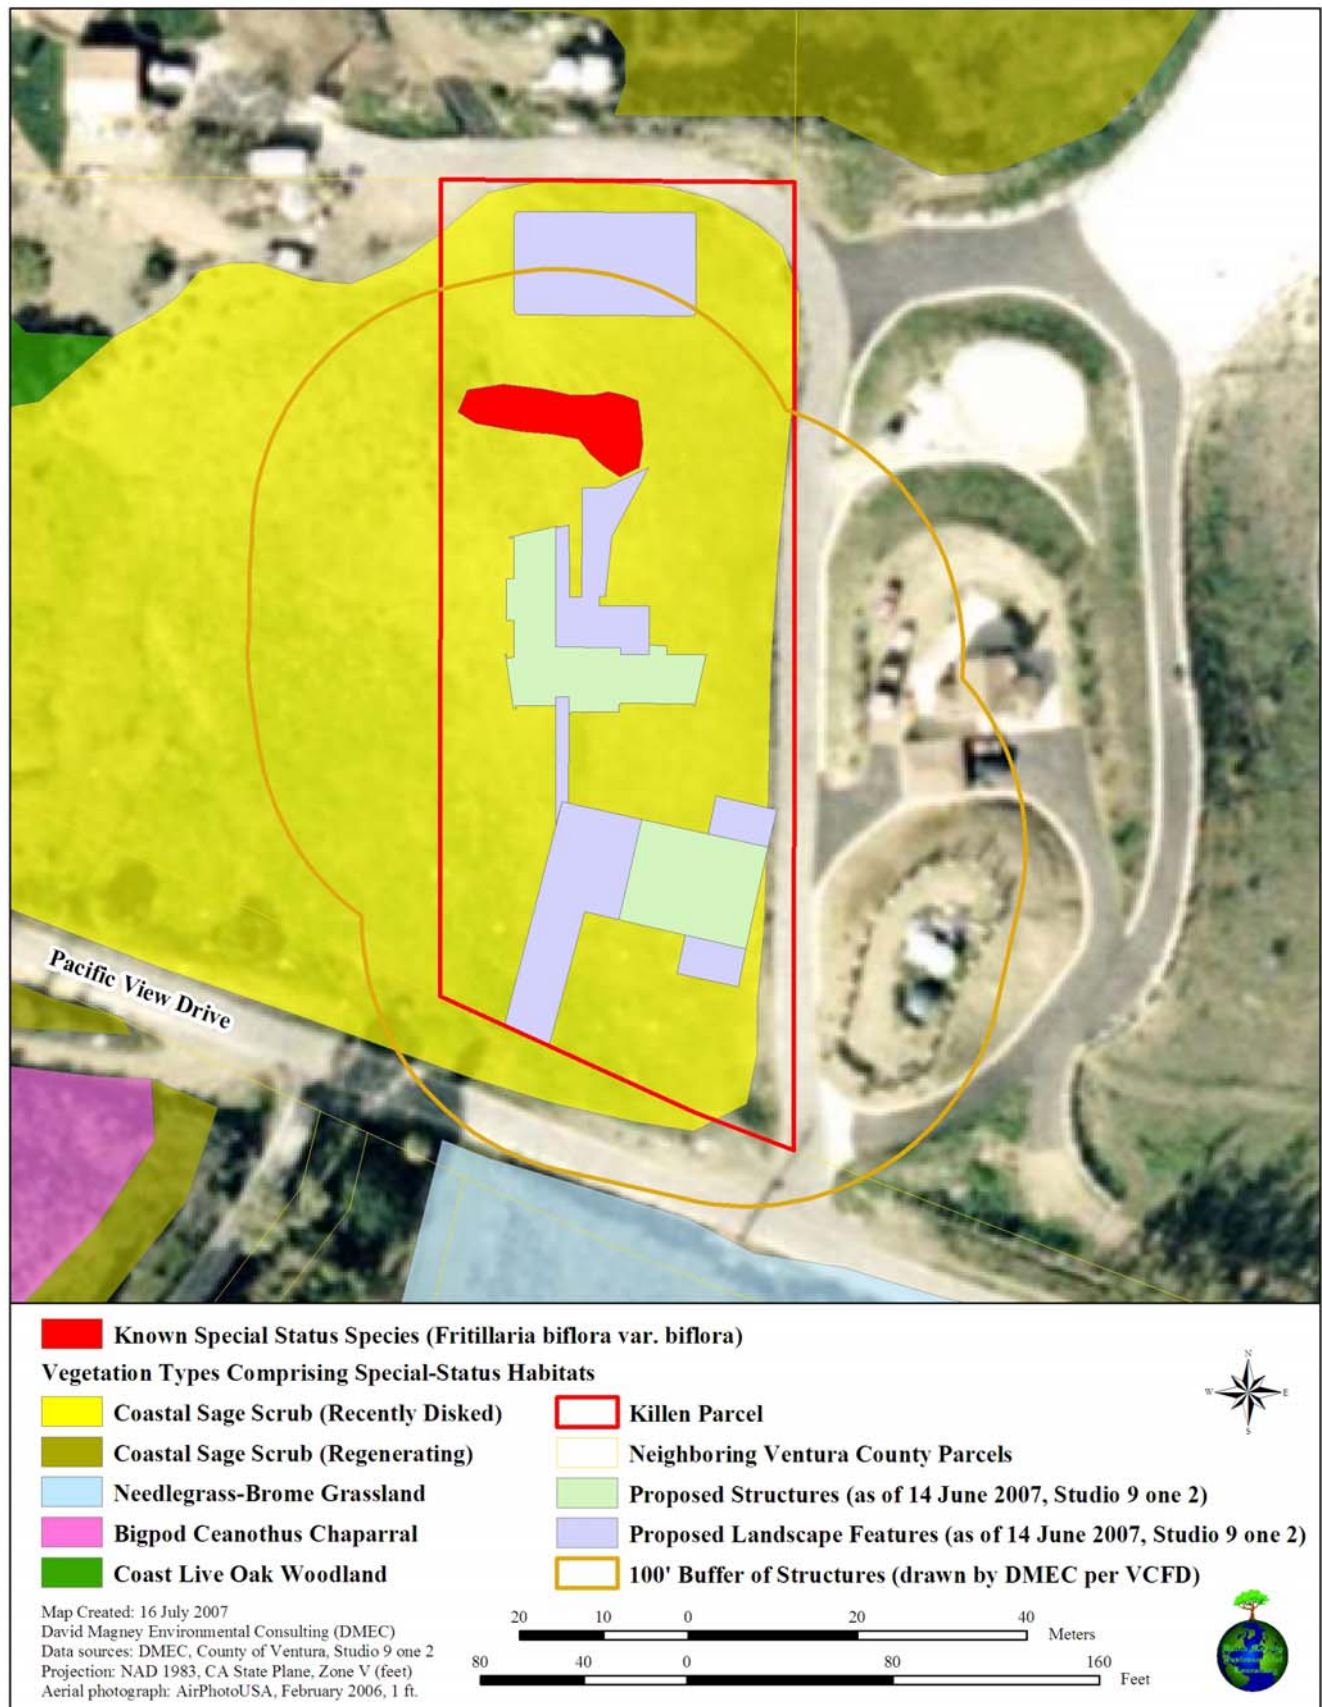 Pacific View Drive
Known Special Status Species (Fritillaria biflora var. biflora)
Vegetation Types Comprising Special-Status Habitats
Coastal Sage Scrub (Recently Disked)
Coastal Sage Scrub (Regenerating)
Needlegrass-Brome Grassland
Bigpod Ceanothus Chaparral
Coast Live Oak Woodland
Killen Parcel
Neighboring Ventura County Parcels
Proposed Structures (as of 14 June 2007, Studio 9 one 2)
Proposed Landscape Features (as of 14 June 2007, Studio 9 one 2)
100' Buffer of Structures (drawn by DMEC per VCFD)
N
W E
S
Map Created: 16 July 2007
David Magney Environmental Consulting (DMEC)
Data sources: DMEC, County of Ventura, Studio 9 one 2
Projection: NAD 1983, CA State Plane, Zone V (feet)
Aerial photograph: AirPhotoUSA, February 2006, 1 ft.
20 10 0 20 40
Meters
80 40 0 80 160
Feet